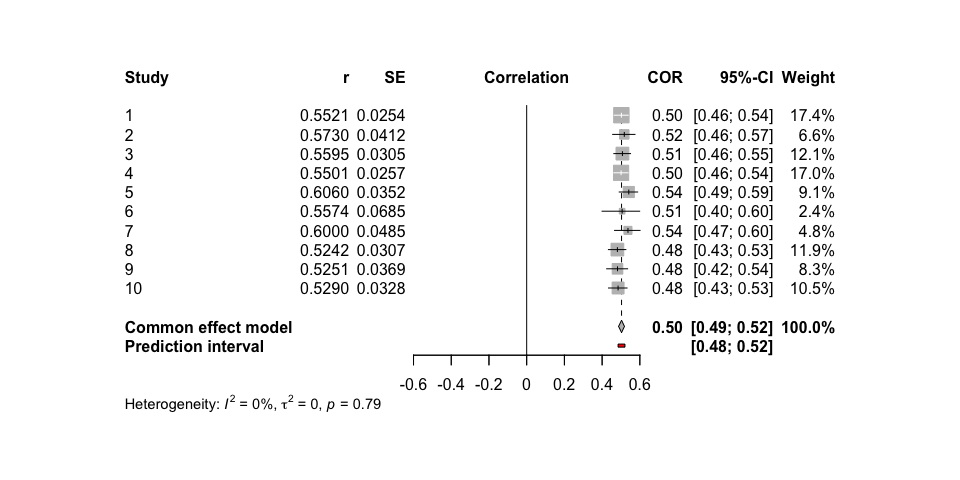 Study r SE Correlation COR 95%-CI Weight
1 0.5521 0.0254 0.50 [0.46; 0.54] 17.4%
2 0.5730 0.0412 0.52 [0.46; 0.57] 6.6%
3 0.5595 0.0305 0.51 [0.46; 0.55] 12.1%
4 0.5501 0.0257 0.50 [0.46; 0.54] 17.0%
5 0.6060 0.0352 0.54 [0.49; 0.59] 9.1%
6 0.5574 0.0685 0.51 [0.40; 0.60] 2.4%
7 0.6000 0.0485 0.54 [0.47; 0.60] 4.8%
8 0.5242 0.0307 0.48 [0.43; 0.53] 11.9%
9 0.5251 0.0369 0.48 [0.42; 0.54] 8.3%
10 0.5290 0.0328 0.48 [0.43; 0.53] 10.5%
Common effect model 0.50 [0.49; 0.52] 100.0%
Prediction interval [0.48; 0.52]
-0.6 -0.4 -0.2 0 0.2 0.4 0.6
Heterogeneity: I² = 0%, τ² = 0, p = 0.79